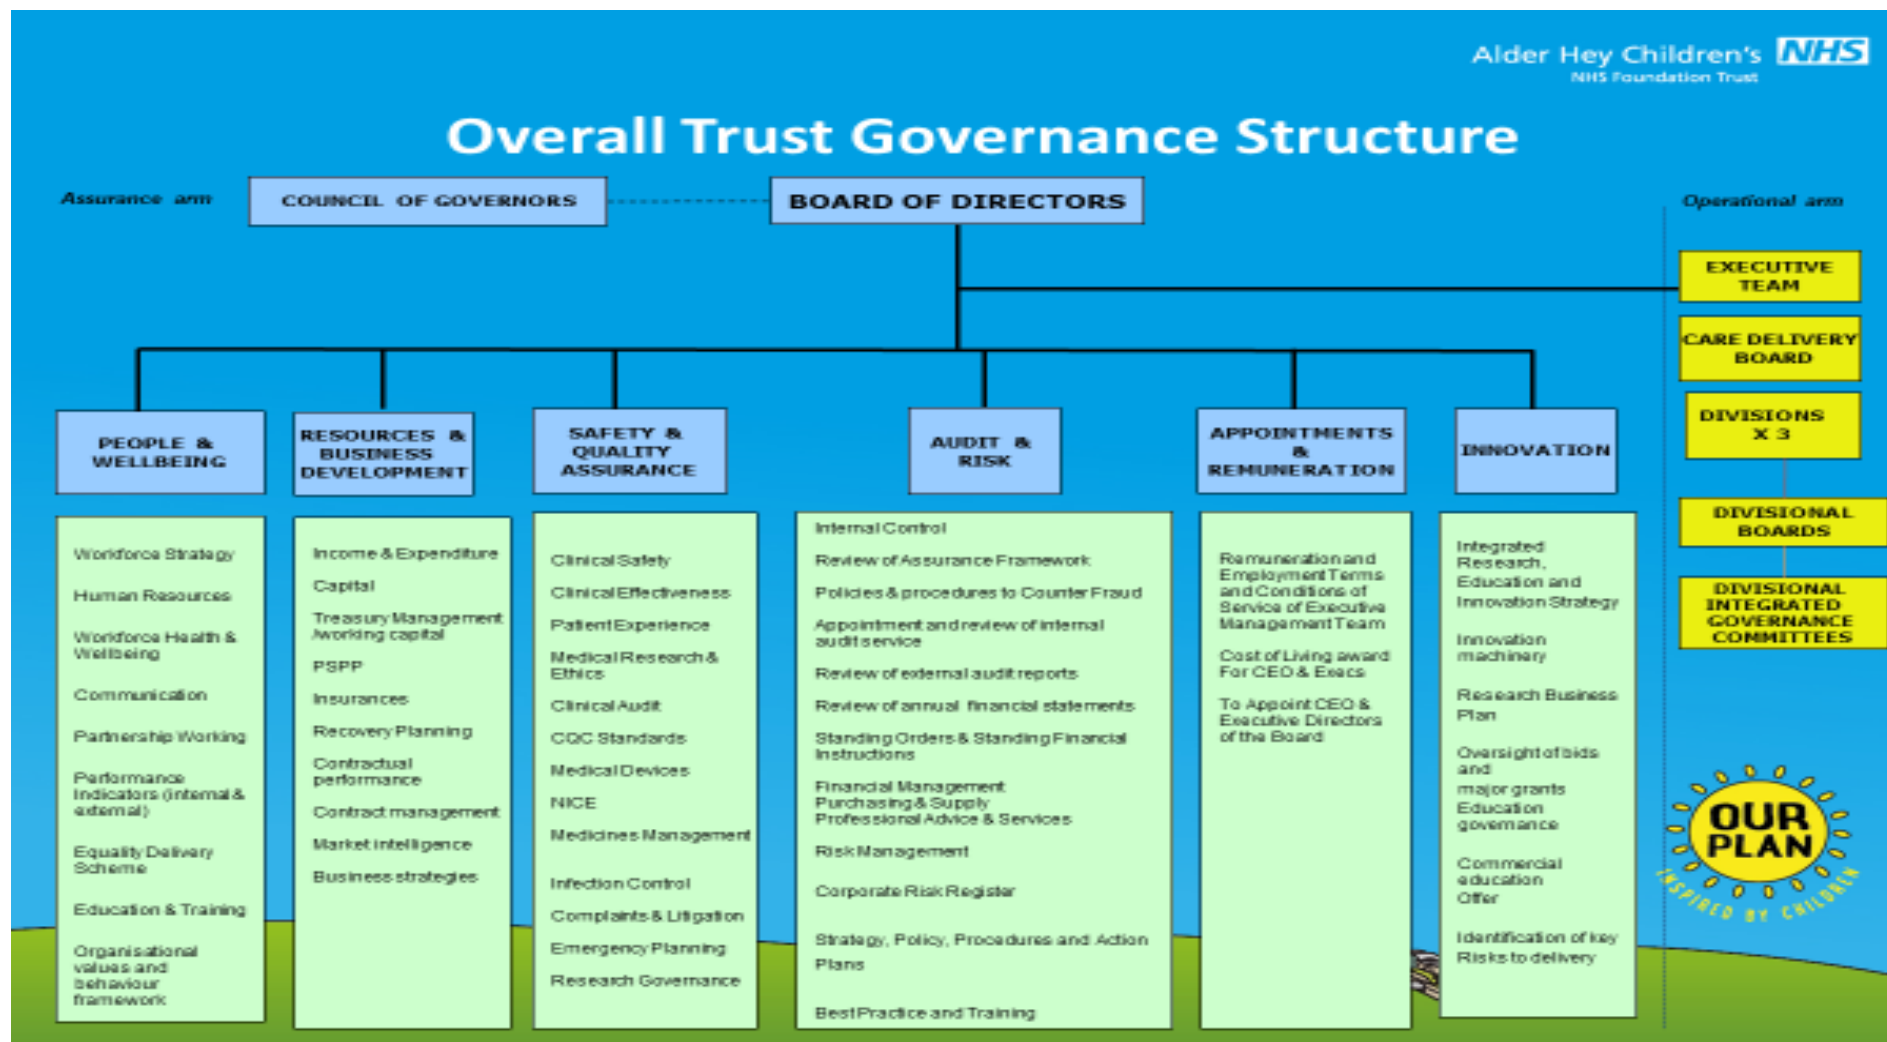 Alder Hey Children's NHS
NHS Foundation Trust
Overall Trust Governance Structure
Assurance arm
COUNCIL OF GOVERNORS
BOARD OF DIRECTORS
Operational arm
EXECUTIVE
TEAM
CARE DELIVERY
BOARD
DIVISIONS
X 3
DIVISIONAL
BOARDS
DIVISIONAL
INTEGRATED
GOVERNANCE
COMMITTEES
PEOPLE &
WELLBEING
Workforce Strategy
Human Resources
Workforce Health &
Wellbeing
Communication
Partnership Working
Performance
Indicators (internal &
external)
Equality Delivery
Scheme
Education & Training
Organisational
values and
behaviour
framework
RESOURCES &
BUSINESS
DEVELOPMENT
Income & Expenditure
Capital
Treasury Management
/working capital
PSPP
Insurances
Recovery Planning
Contractual
performance
Contract management
Market intelligence
Business strategies
SAFETY &
QUALITY
ASSURANCE
Clinical Safety
Clinical Effectiveness
Patient Experience
Medical Research &
Ethics
Clinical Audit
CQC Standards
Medical Devices
NICE
Medicines Management
Infection Control
Complaints & Litigation
Emergency Planning
Research Governance
AUDIT &
RISK
Internal Control
Review of Assurance Framework
Policies & procedures to Counter Fraud
Appointment and review of internal
audit service
Review of external audit reports
Review of annual financial statements
Standing Orders & Standing Financial
Instructions
Financial Management
Purchasing & Supply
Professional Advice & Services
Risk Management
Corporate Risk Register
Strategy, Policy, Procedures and Action
Plans
Best Practice and Training
APPOINTMENTS
&
REMUNERATION
Remuneration and
Employment Terms
and Conditions of
Service of Executive
Management Team
Cost of Living award
For CEO & Execs
To Appoint CEO &
Executive Directors
of the Board
INNOVATION
Integrated
Research,
Education and
Innovation Strategy
Innovation
machinery
Research Business
Plan
Oversight of bids
and
major grants
Education
governance
Commercial
education
Offer
Identification of key
Risks to delivery
OUR
PLAN
INSPIRED BY CHILDREN